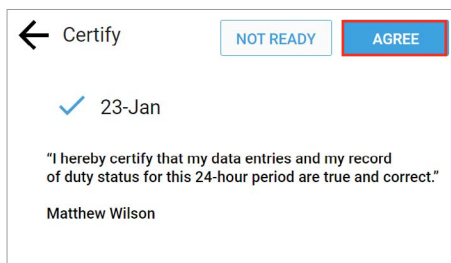 Certify
NOT READY
AGREE
23-Jan
“I hereby certify that my data entries and my record
of duty status for this 24-hour period are true and correct.”
Matthew Wilson